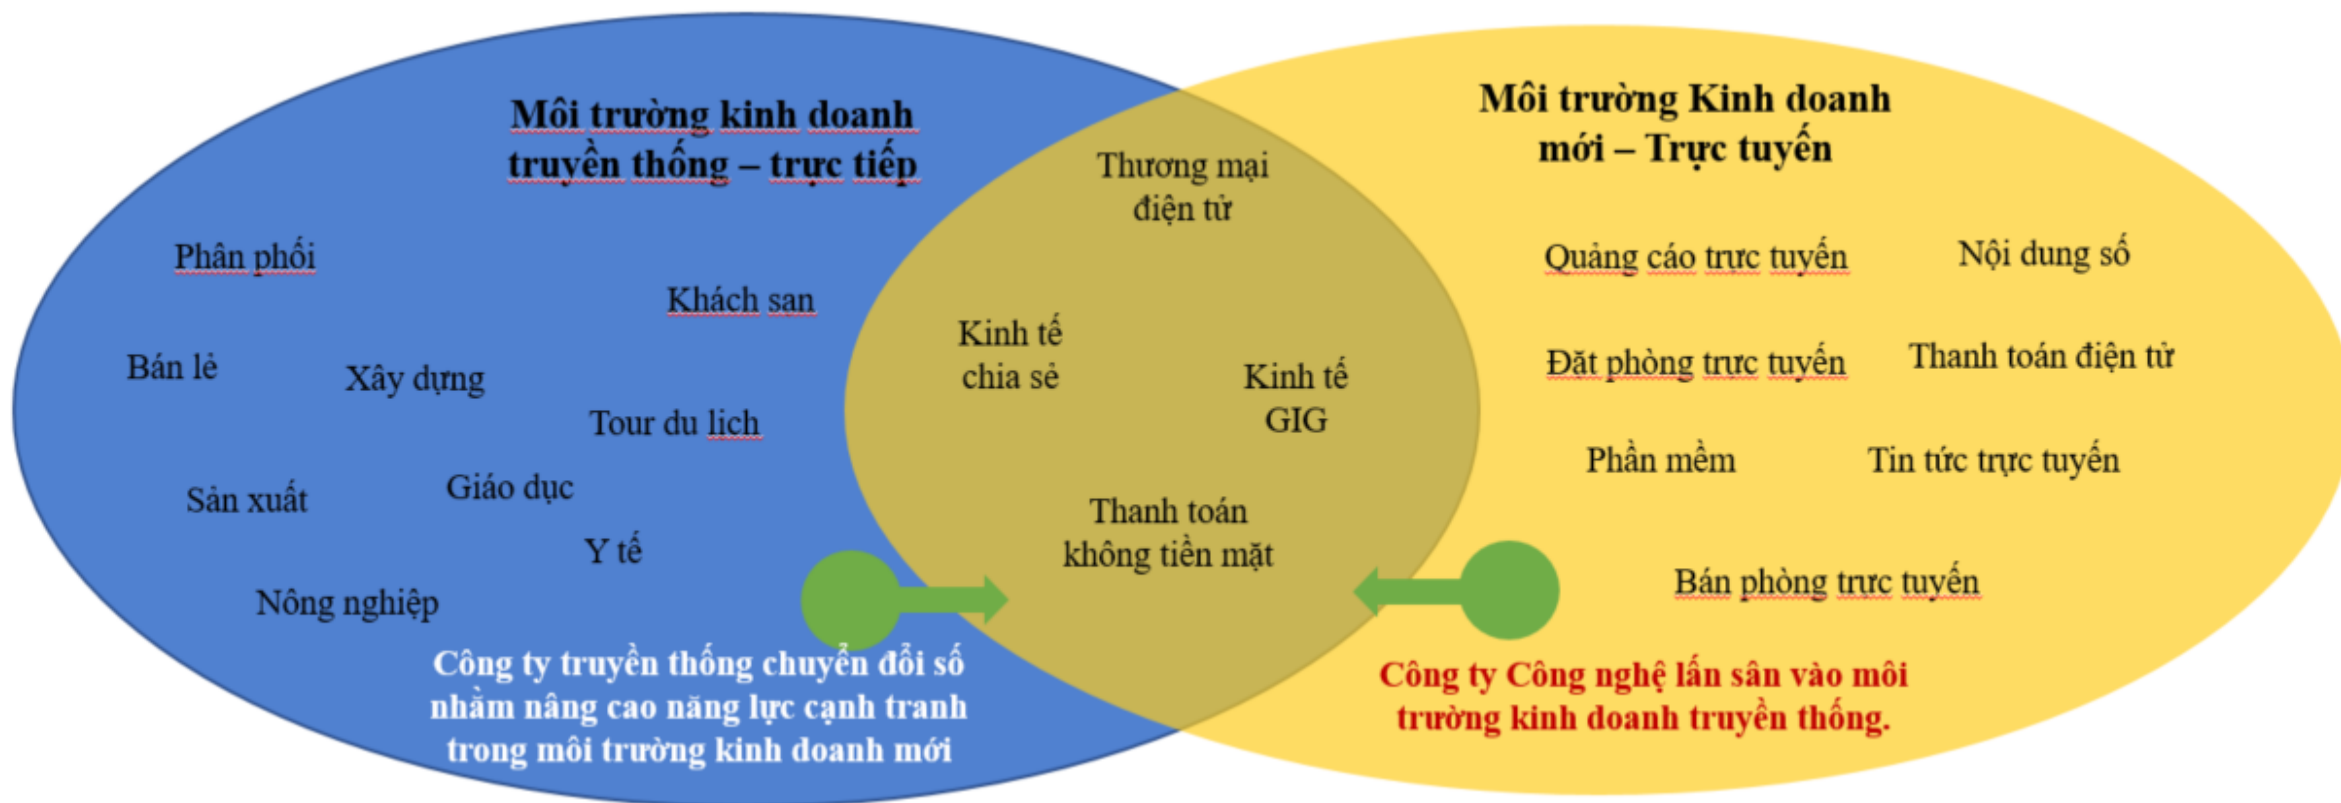 Môi trường kinh doanh
truyền thống – trực tiếp
Phân phối
Khách sạn
Bán lẻ
Xây dựng
Tour du lich
Sản xuất
Giáo dục
Y tế
Nông nghiệp
Công ty truyền thống chuyển đổi số
nhằm nâng cao năng lực cạnh tranh
trong môi trường kinh doanh mới
Thương mại
điện tử
Kinh tế
chia sẻ
Kinh tế
GIG
Thanh toán
không tiền mặt
Môi trường Kinh doanh
mới – Trực tuyến
Quảng cáo trực tuyến
Nội dung số
Đặt phòng trực tuyến
Thanh toán điện tử
Phần mềm
Tin tức trực tuyến
Bán phòng trực tuyến
Công ty Công nghệ lấn sân vào môi
trường kinh doanh truyền thống.